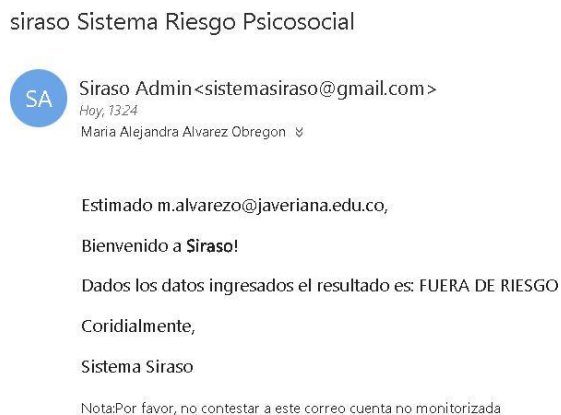 siraso Sistema Riesgo Psicosocial
SA
Siraso Admin<sistemasiraso@gmail.com>
Hoy, 13:24
Maria Alejandra Alvarez Obregon
Estimado m.alvarezo@javeriana.edu.co,
Bienvenido a Siraso!
Dados los datos ingresados el resultado es: FUERA DE RIESGO
Coridialmente,
Sistema Siraso
Nota:Por favor, no contestar a este correo cuenta no monitorizada